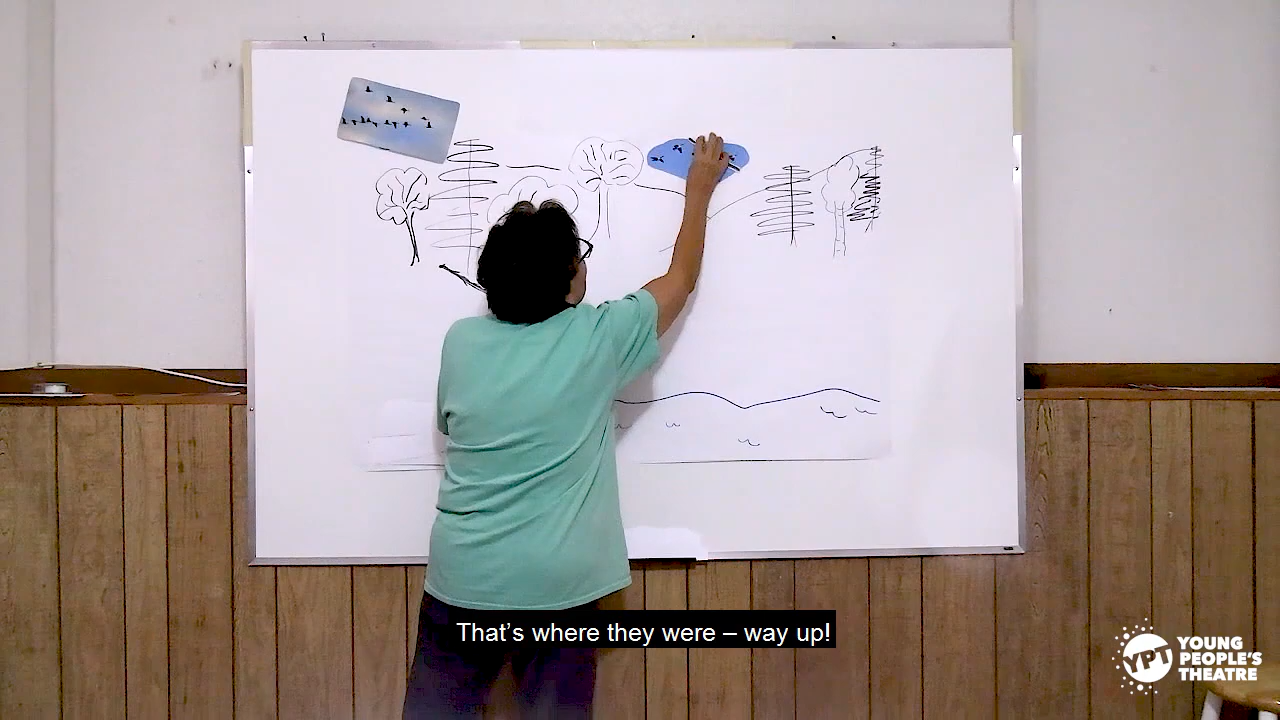 That's where they were – way up!
YPT
YOUNG
PEOPLE'S
THEATRE